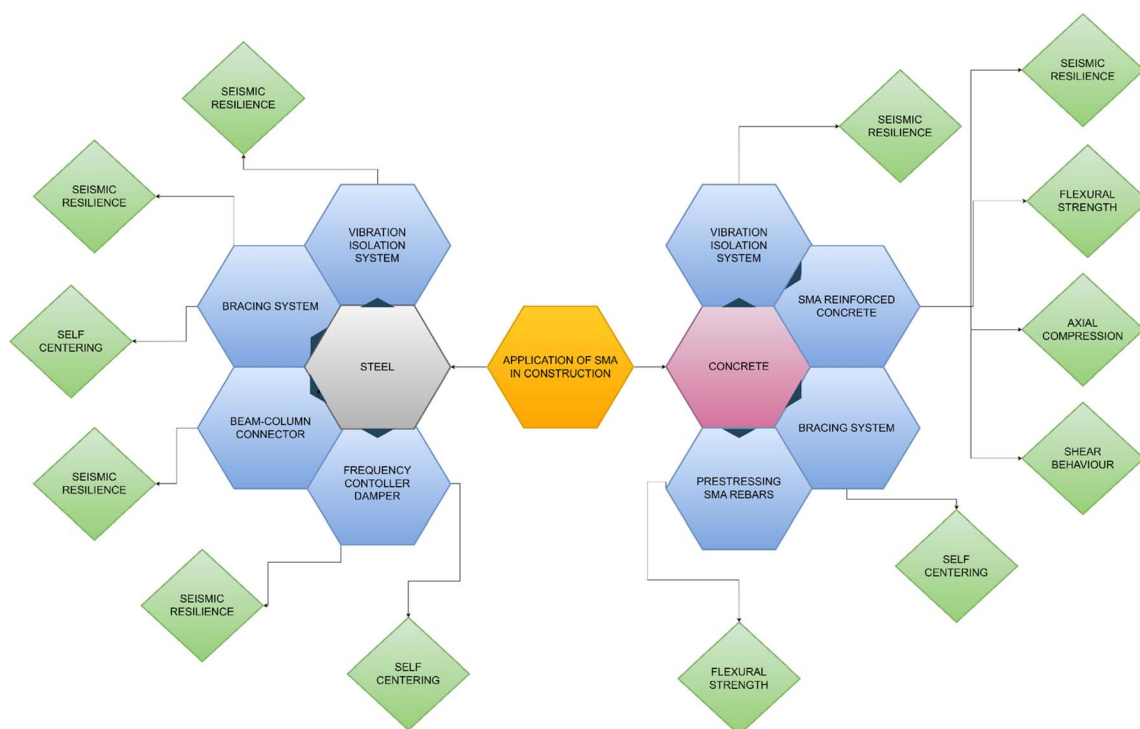 SEISMIC
RESILIENCE
SEISMIC
RESILIENCE
SELF
CENTERING
SEISMIC
RESILIENCE
SEISMIC
RESILIENCE
SELF
CENTERING
VIBRATION
ISOLATION
SYSTEM
BRACING SYSTEM
STEEL
BEAM-COLUMN
CONNECTOR
FREQUENCY
CONTOLLER
DAMPER
APPLICATION OF SMA
IN CONSTRUCTION
CONCRETE
VIBRATION
ISOLATION
SYSTEM
SMA REINFORCED
CONCRETE
BRACING SYSTEM
PRESTRESSING
SMA REBARS
SEISMIC
RESILIENCE
SEISMIC
RESILIENCE
FLEXURAL
STRENGTH
AXIAL
COMPRESSION
SHEAR
BEHAVIOUR
SELF
CENTERING
FLEXURAL
STRENGTH